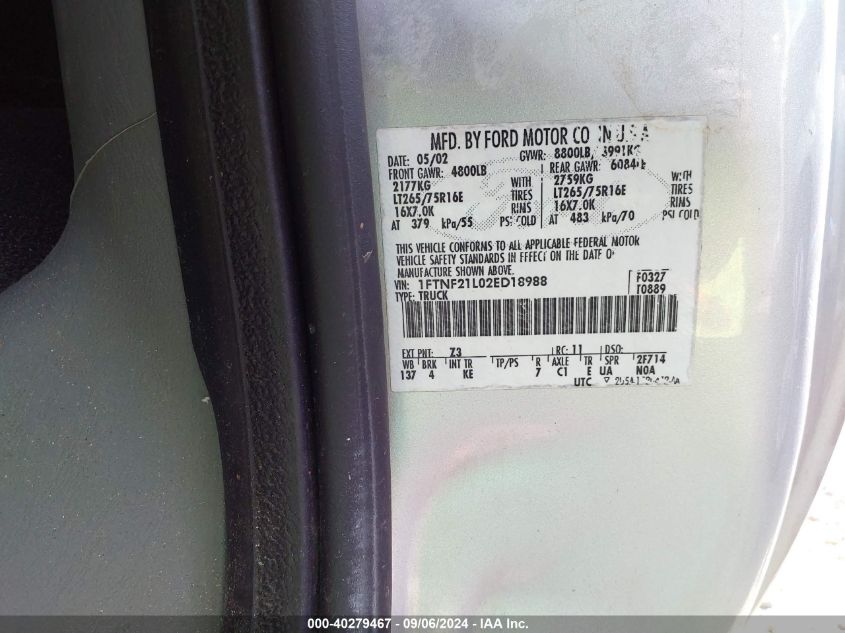 MFD. BY FORD MOTOR CO IN U.S.A
DATE: 05/02 GVWR: 8800LB/ 3991KG
FRONT GAWR: 4800LB REAR GAWR: 6084LB
2177KG WITH 2759KG WITH
LT265/75R16E TIRES LT265/75R16E TIRES
16X7.0K RIMS 16X7.0K RIMS
AT 379 kPa/55 PSI COLD AT 483 kPa/70 PSI COLD
THIS VEHICLE CONFORMS TO ALL APPLICABLE FEDERAL MOTOR
VEHICLE SAFETY STANDARDS IN EFFECT ON THE DATE OF
MANUFACTURE SHOWN ABOVE.
VIN: 1FTNF21L02ED18988 F0327
TYPE: TRUCK T0889
EXT PNT: Z3 RC: 11 DSO:
WB BRK INT TR TP/PS R AXLE TR SPR 2F714
137 4 KE 7 C1 E UA NOA
UTC
000-40279467 - 09/06/2024 - IAA Inc.